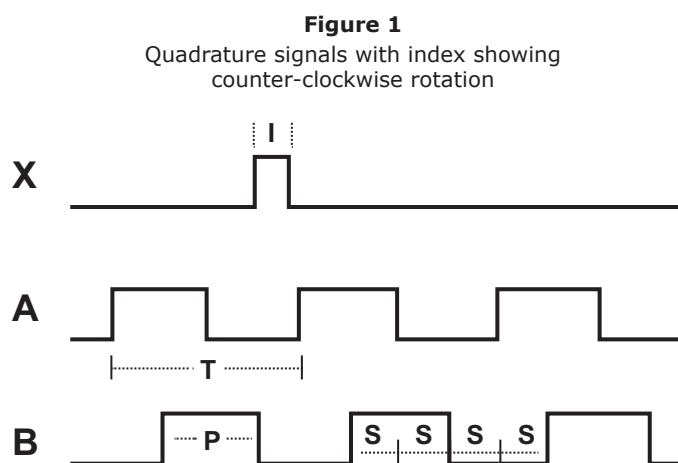 Figure 1
Quadrature signals with index showing
counter-clockwise rotation
I
X
A
T
B
P
S
S
S
S